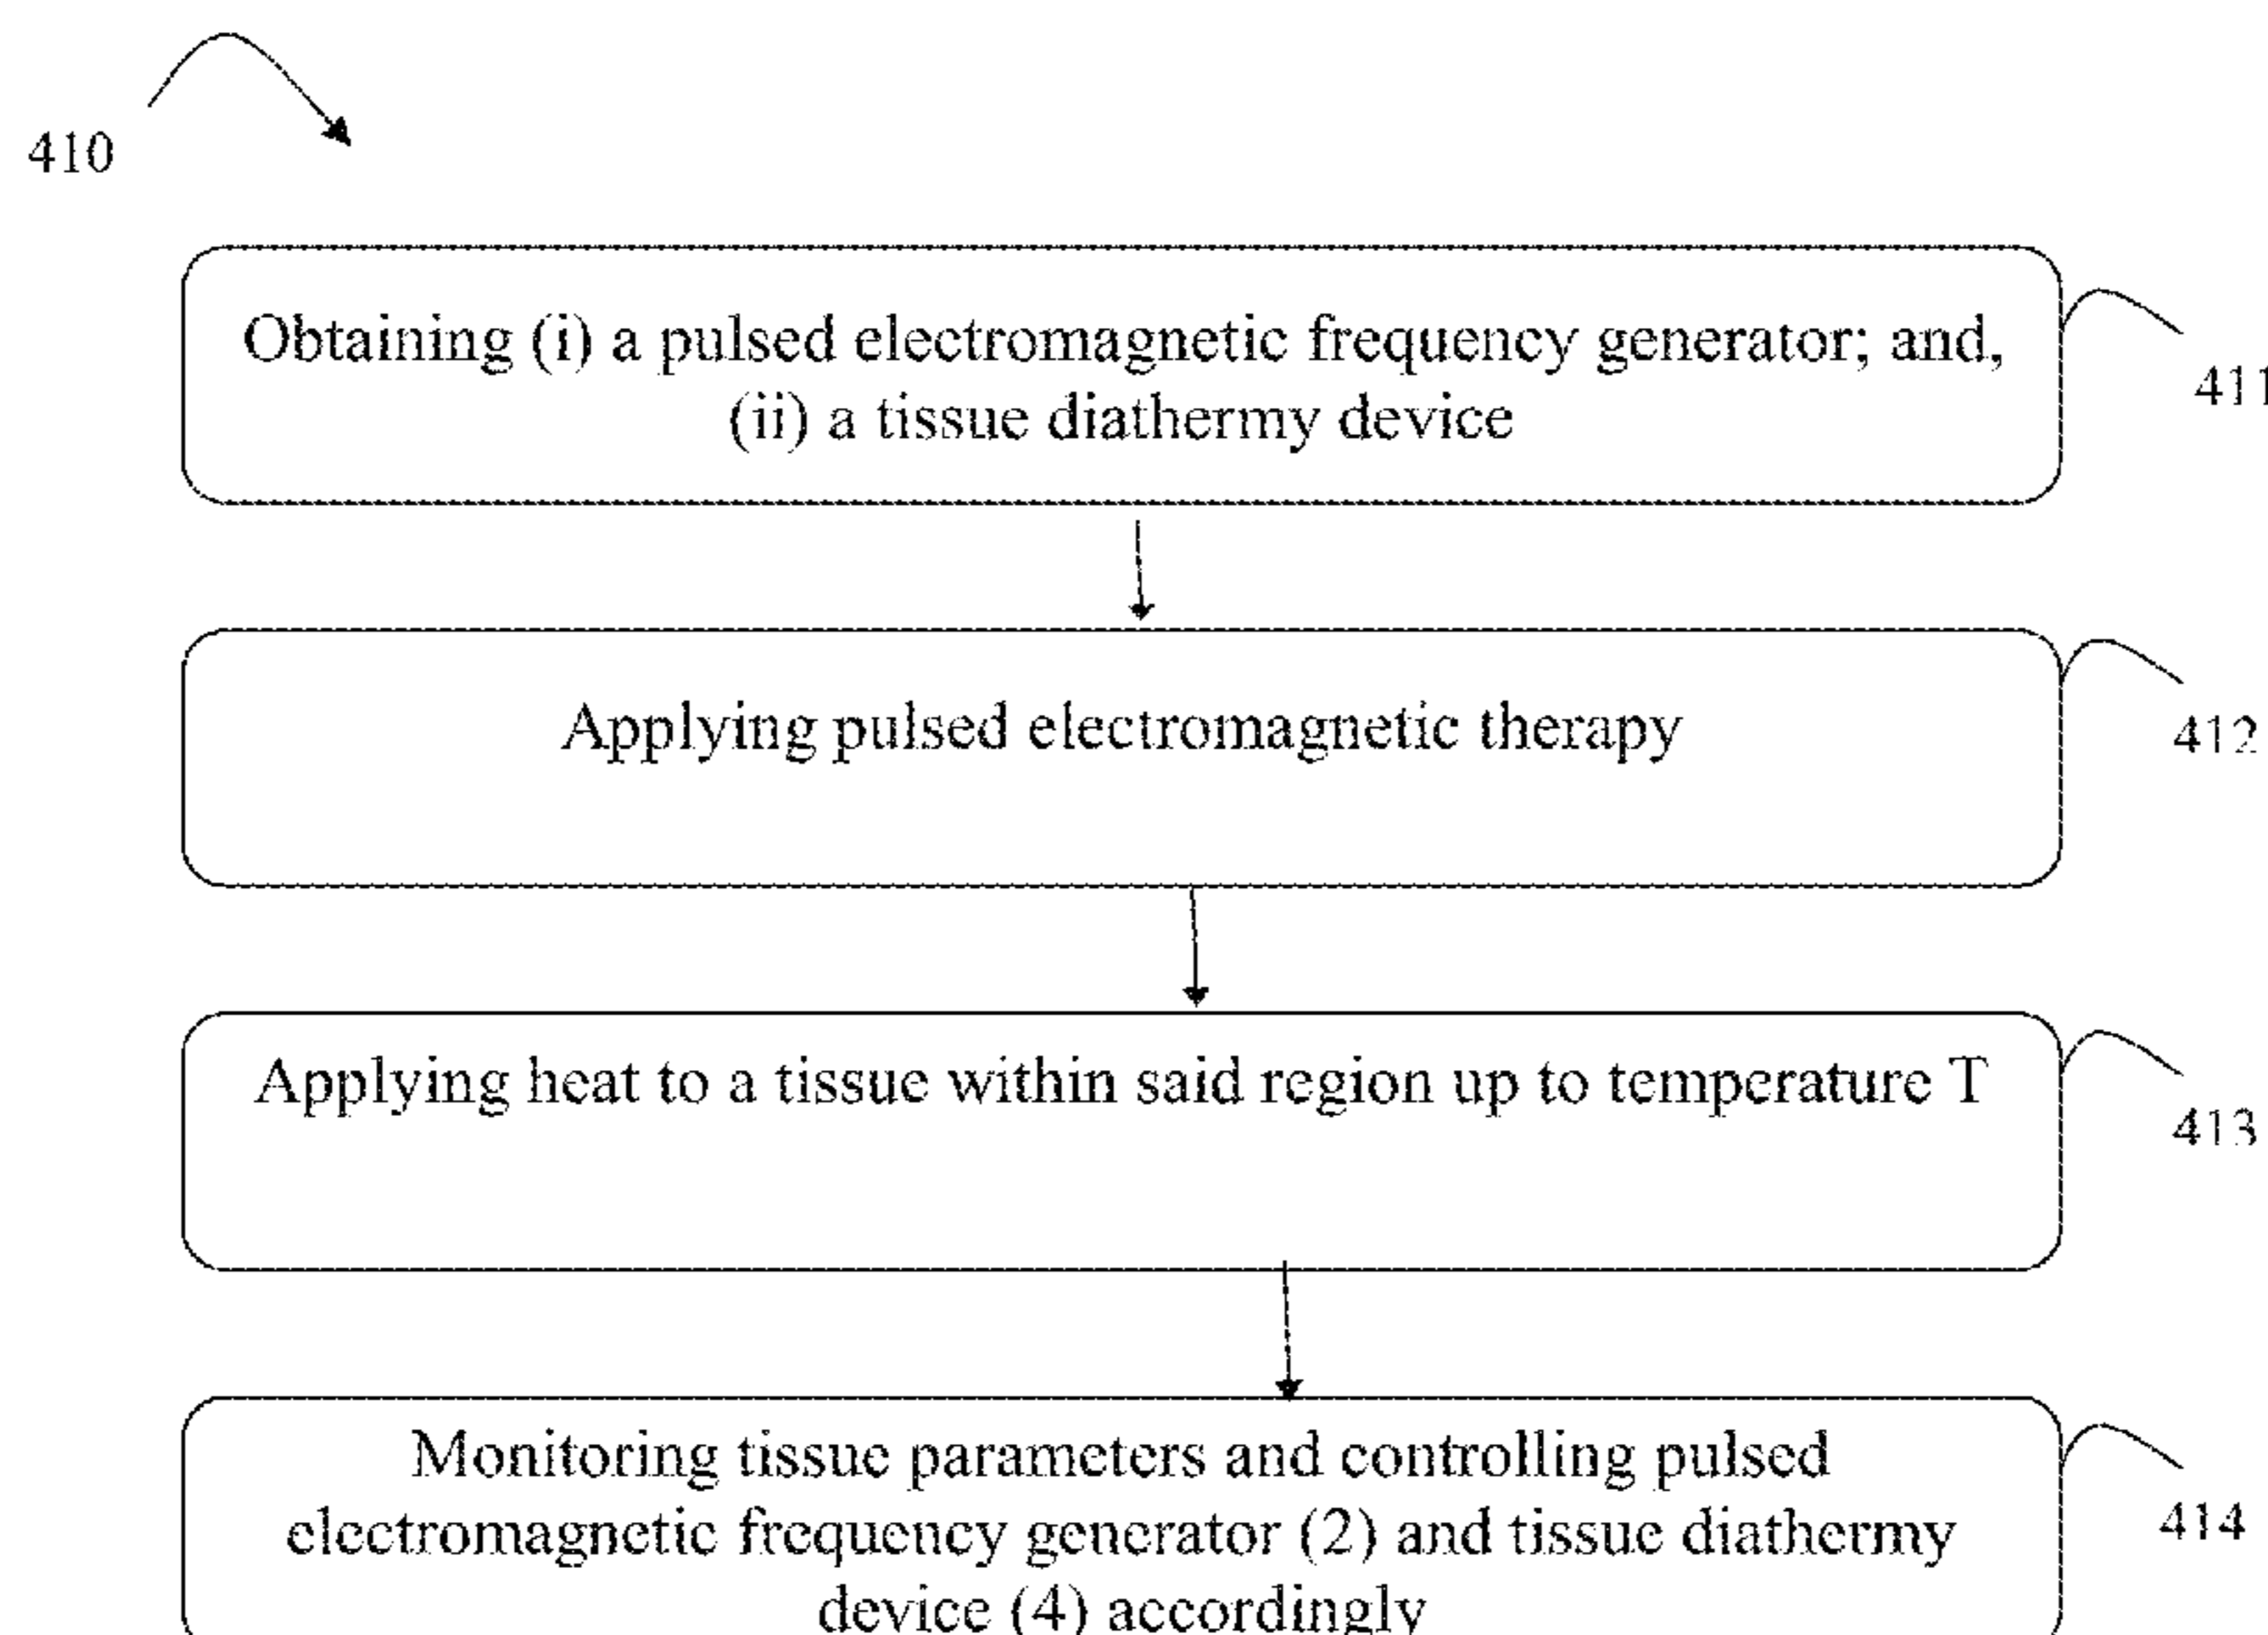 410
Obtaining (i) a pulsed electromagnetic frequency generator; and,
(ii) a tissue diathermy device
411
Applying pulsed electromagnetic therapy
412
Applying heat to a tissue within said region up to temperature T
413
Monitoring tissue parameters and controlling pulsed
electromagnetic frequency generator (2) and tissue diathermy
device (4) accordingly
414